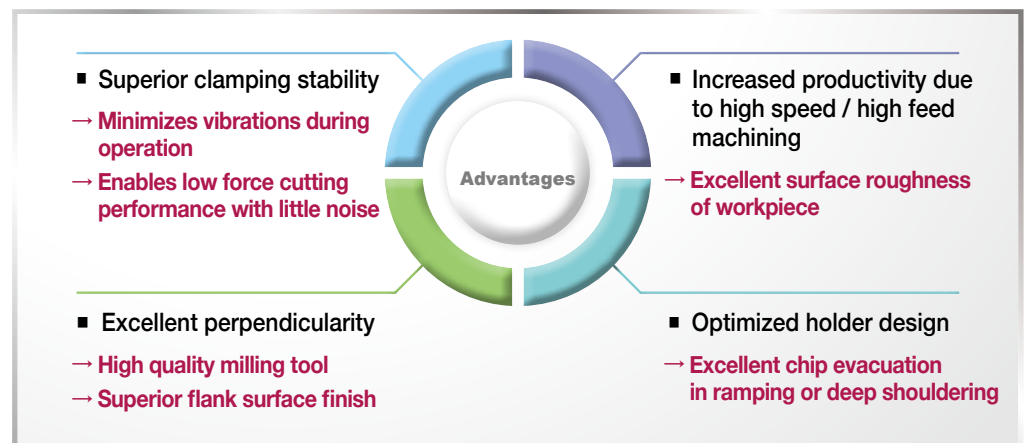 ■ Superior clamping stability
→ Minimizes vibrations during
operation
→ Enables low force cutting
performance with little noise
Advantages
■ Increased productivity due
to high speed / high feed
machining
→ Excellent surface roughness
of workpiece
■ Excellent perpendicularity
→ High quality milling tool
→ Superior flank surface finish
■ Optimized holder design
→ Excellent chip evacuation
in ramping or deep shouldering